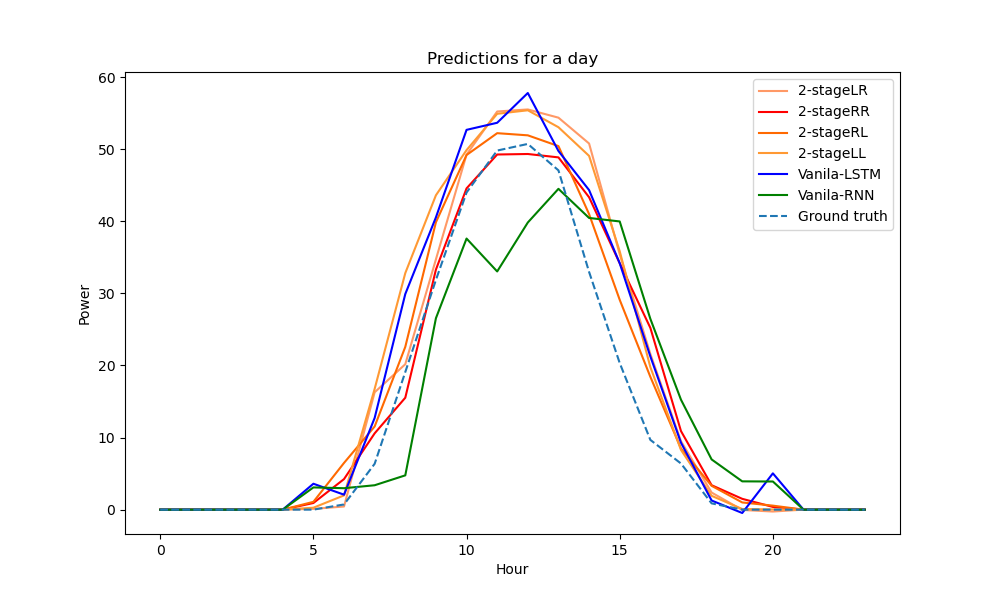 Predictions for a day
60
50
40
30
20
10
0
Power
0 5 10 15 20
Hour
2-stageLR
2-stageRR
2-stageRL
2-stageLL
Vanila-LSTM
Vanila-RNN
Ground truth